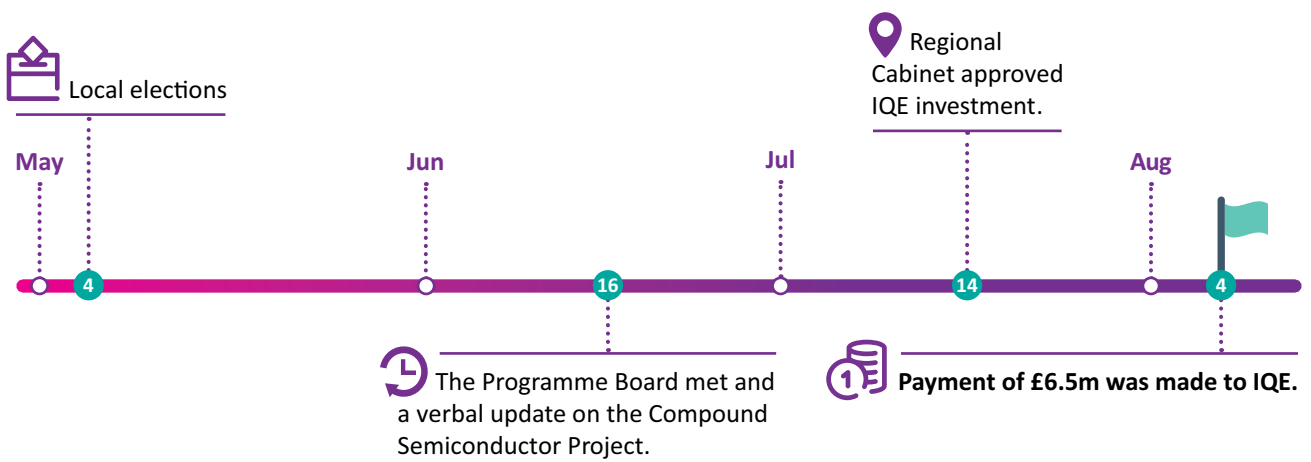 Local elections
Regional
Cabinet approved
IQE investment.
May
Jun
Jul
Aug
4
16
14
4
The Programme Board met and
a verbal update on the Compound
Semiconductor Project.
1
Payment of £6.5m was made to IQE.